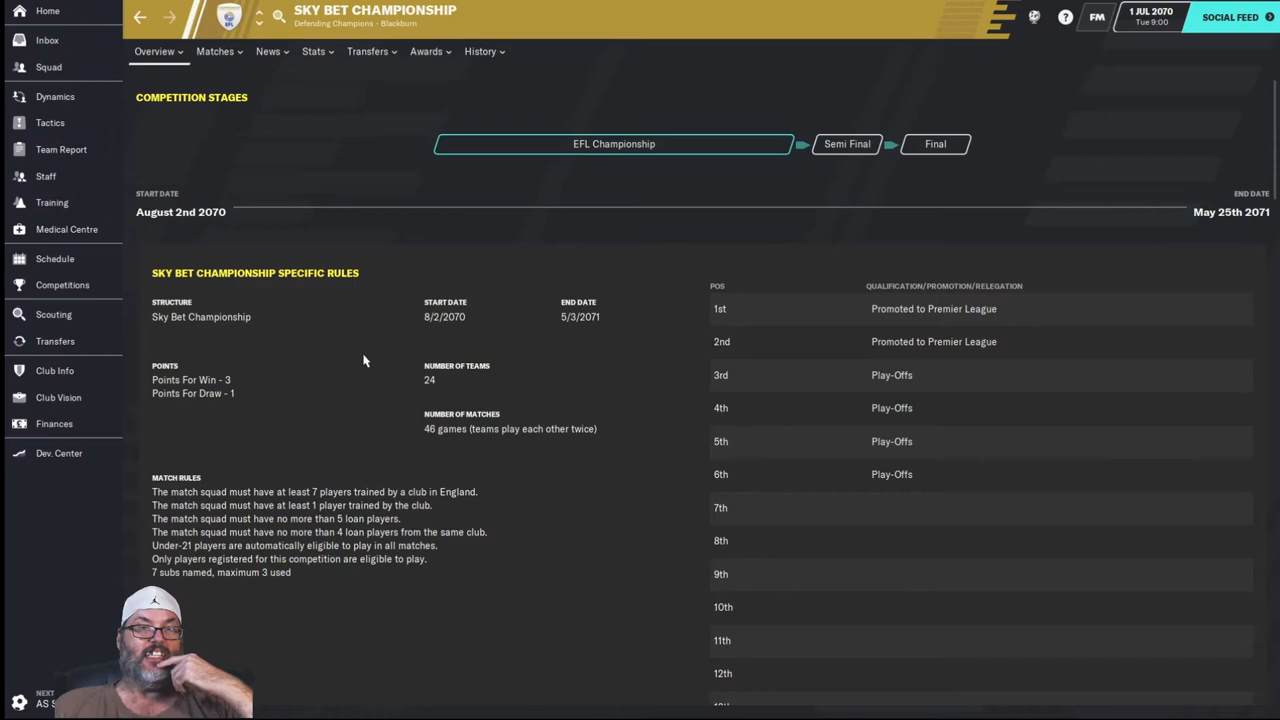 Home
Inbox
Squad
Dynamics
Tactics
Team Report
Staff
Training
Medical Centre
Schedule
Competitions
Scouting
Transfers
Club Info
Club Vision
Finances
Dev. Center
NEXT
AS S
EFL
SKY BET CHAMPIONSHIP
Defending Champions - Blackburn
?
FM
1 JUL 2070
Tue 9:00
SOCIAL FEED
Overview
Matches
News
Stats
Transfers
Awards
History
COMPETITION STAGES
EFL Championship
Semi Final
Final
START DATE
August 2nd 2070
END DATE
May 25th 2071
SKY BET CHAMPIONSHIP SPECIFIC RULES
STRUCTURE
Sky Bet Championship
START DATE
8/2/2070
END DATE
5/3/2071
POINTS
Points For Win - 3
Points For Draw - 1
NUMBER OF TEAMS
24
NUMBER OF MATCHES
46 games (teams play each other twice)
MATCH RULES
The match squad must have at least 7 players trained by a club in England.
The match squad must have at least 1 player trained by the club.
The match squad must have no more than 5 loan players.
The match squad must have no more than 4 loan players from the same club.
Under-21 players are automatically eligible to play in all matches.
Only players registered for this competition are eligible to play.
7 subs named, maximum 3 used
POS QUALIFICATION/PROMOTION/RELEGATION
1st Promoted to Premier League
2nd Promoted to Premier League
3rd Play-Offs
4th Play-Offs
5th Play-Offs
6th Play-Offs
7th
8th
9th
10th
11th
12th